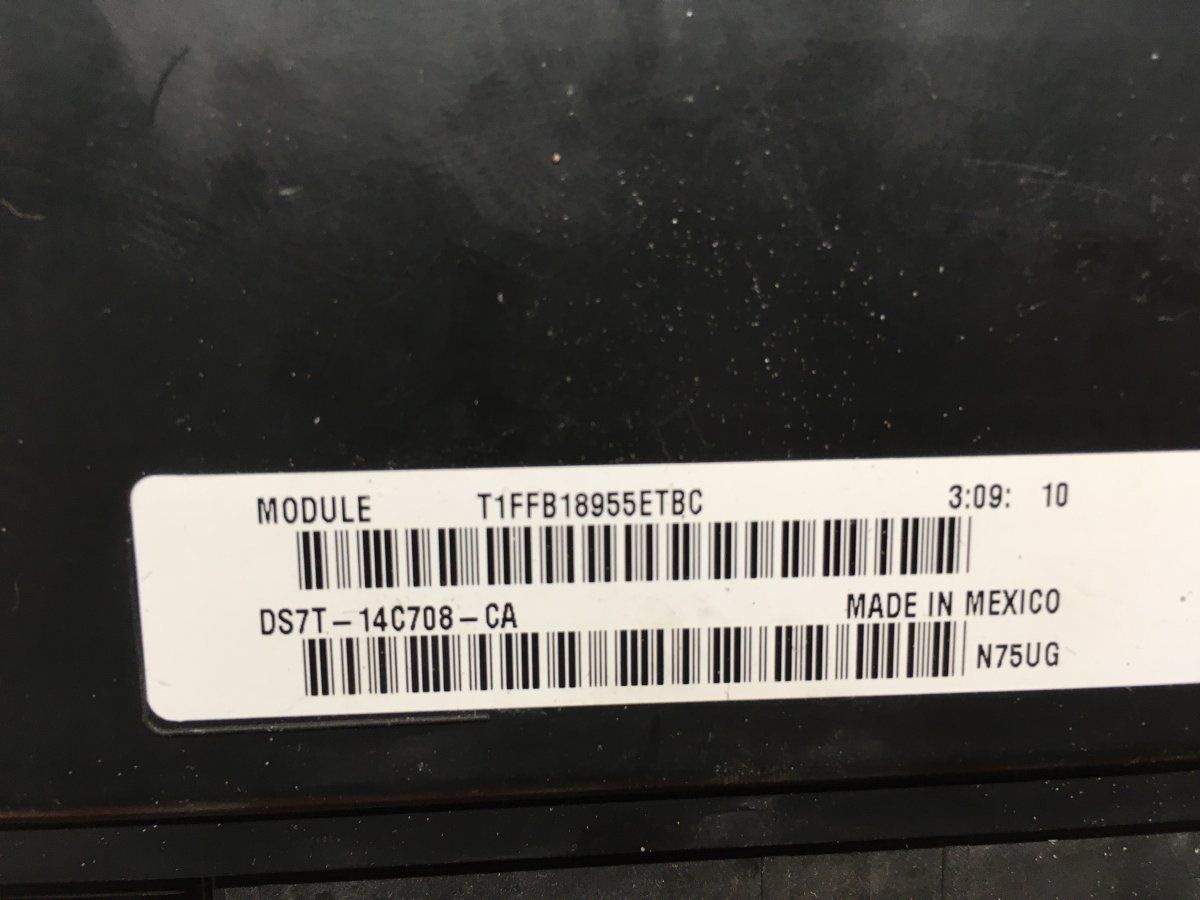 MODULE T1FFB18955ETBC 3:09: 10
DS7T-14C708-CA MADE IN MEXICO
N75UG